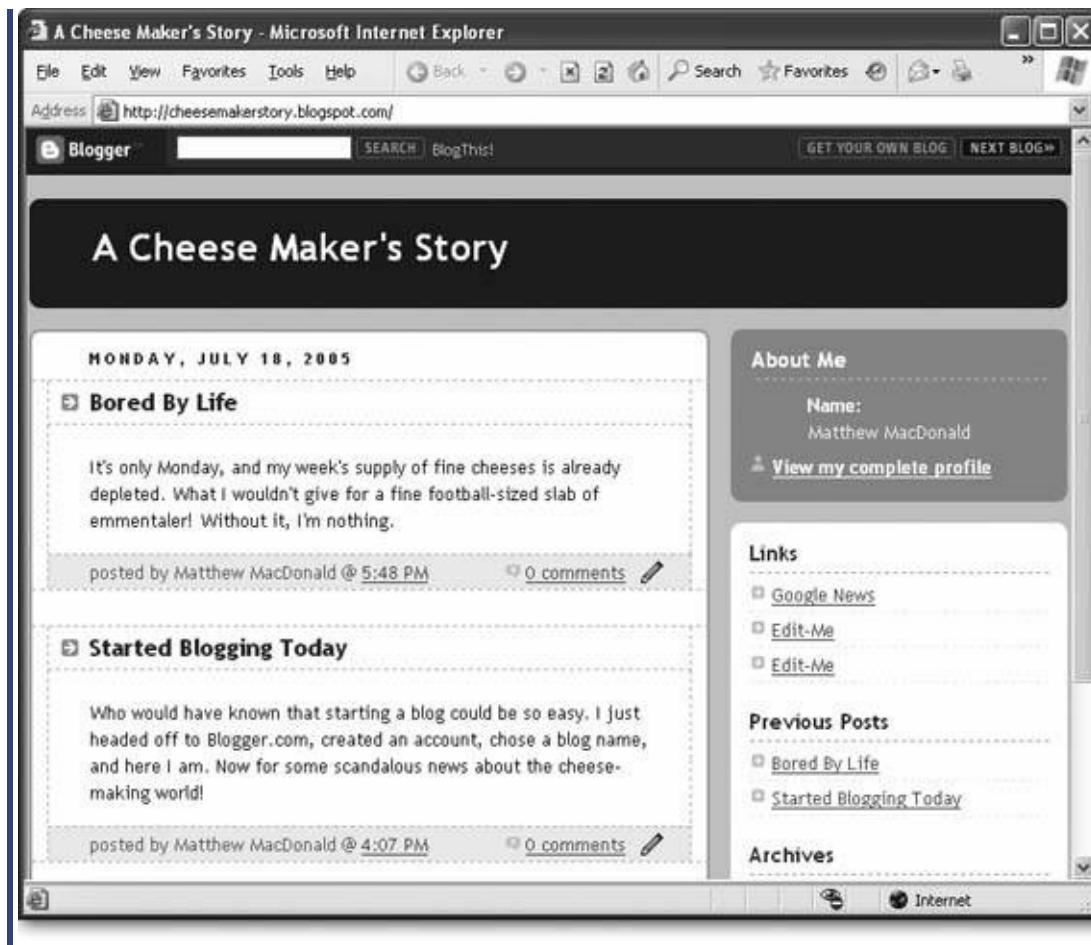 A Cheese Maker's Story - Microsoft Internet Explorer
File Edit View Favorites Tools Help Back Search Favorites »
Address http://cheesemakerstory.blogspot.com/
Blogger SEARCH BlogThis! GET YOUR OWN BLOG NEXT BLOG»
A Cheese Maker's Story
MONDAY, JULY 18, 2005
Bored By Life
It's only Monday, and my week's supply of fine cheeses is already
depleted. What I wouldn't give for a fine football-sized slab of
emmentaler! Without it, I'm nothing.
posted by Matthew MacDonald @ 5:48 PM 0 comments
Started Blogging Today
Who would have known that starting a blog could be so easy. I just
headed off to Blogger.com, created an account, chose a blog name,
and here I am. Now for some scandalous news about the cheese-
making world!
posted by Matthew MacDonald @ 4:07 PM 0 comments
About Me
Name:
Matthew MacDonald
View my complete profile
Links
Google News
Edit-Me
Edit-Me
Previous Posts
Bored By Life
Started Blogging Today
Archives
Internet